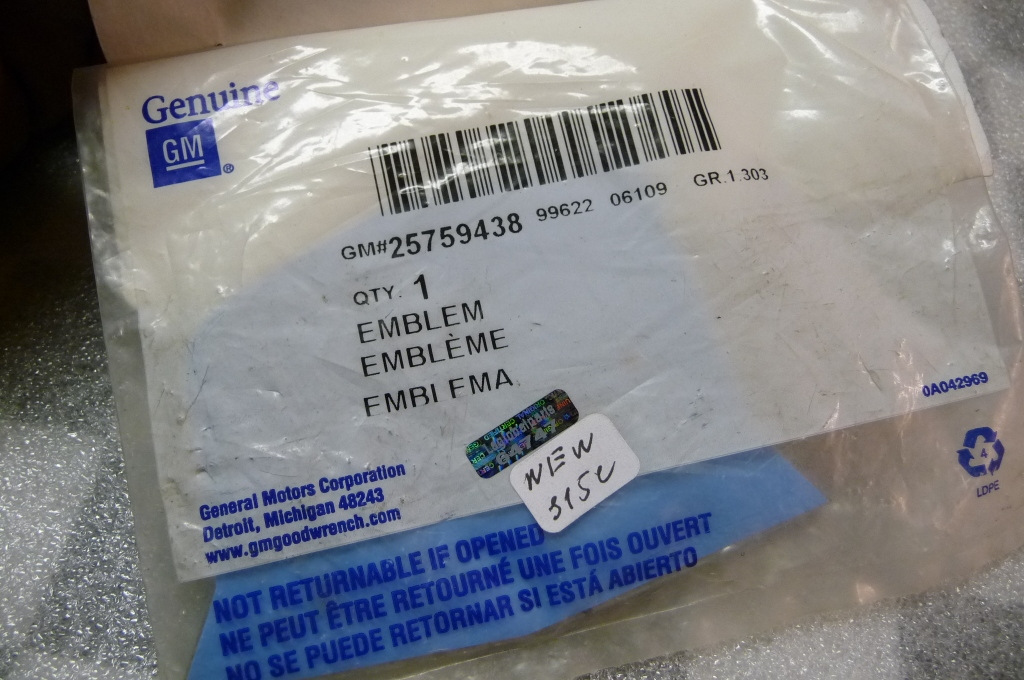 Genuine
GM
®
GM#25759438 99622 06109 GR.1.303
QTY. 1
EMBLEM
EMBLÈME
EMBLEMA
0A042969
NEW
315c
4
LDPE
General Motors Corporation
Detroit, Michigan 48243
www.gmgoodwrench.com
NOT RETURNABLE IF OPENED
NE PEUT ÊTRE RETOURNÉ UNE FOIS OUVERT
NO SE PUEDE RETORNAR SI ESTÁ ABIERTO